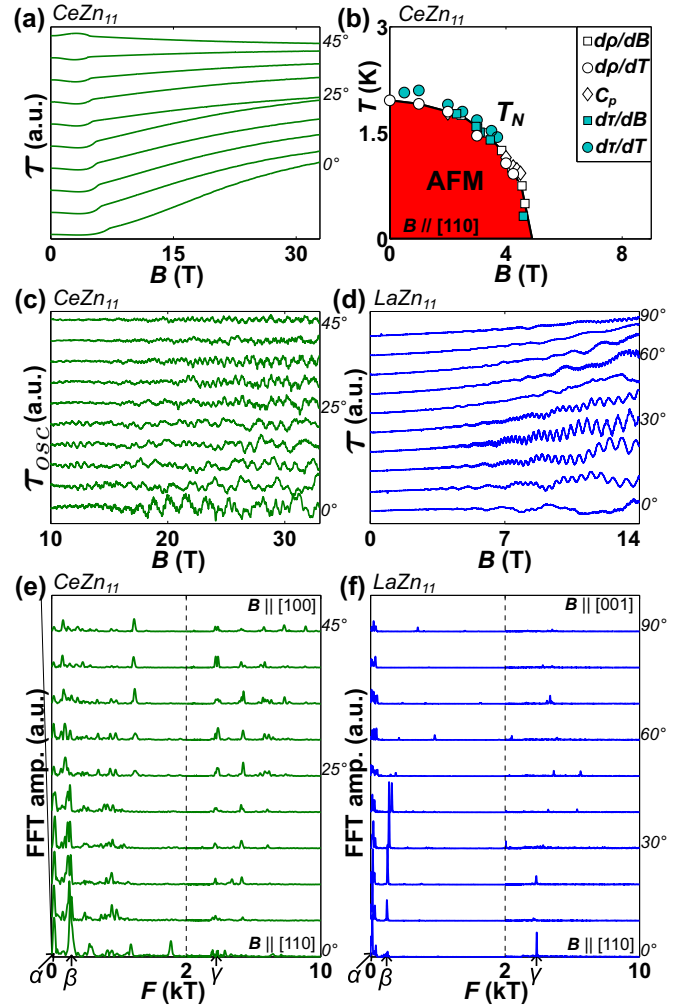 (a) CeZn11
τ (a.u.)
45°
25°
0°
0 15 30
B (T)
(b)
T (K)
3
1.5
0
dρ/dB
dρ/dT
Cp
dτ/dB
dτ/dT
TN
AFM
B // [110]
0 4 8
B (T)
(c) CeZn11
τosc (a.u.)
45°
25°
0°
10 20 30
B (T)
(d) LaZn11
τ (a.u.)
90°
60°
30°
0°
0 7 14
B (T)
(e) CeZn11
FFT amp. (a.u.)
B || [100]
45°
25°
B || [110]
0°
α 0 β 2 γ 10
F (kT)
(f) LaZn11
FFT amp. (a.u.)
B || [001]
90°
60°
30°
B || [110]
0°
α 0 β 2 γ 10
F (kT)